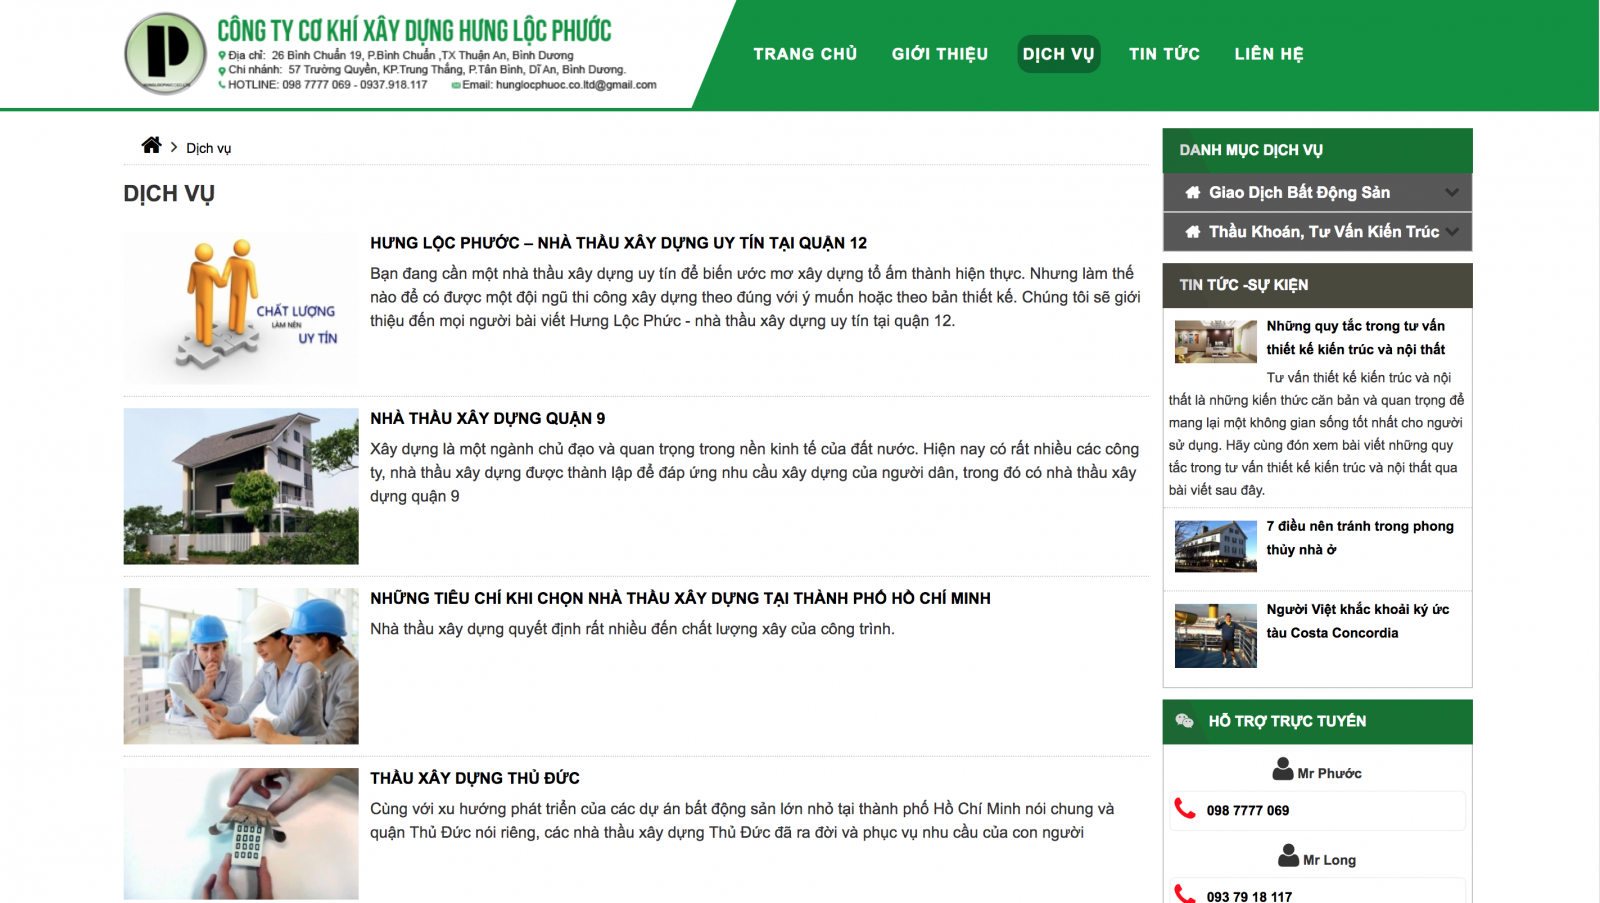 CÔNG TY CƠ KHÍ XÂY DỰNG HƯNG LỘC PHƯỚC
Địa chỉ: 26 Bình Chuẩn 19, P.Bình Chuẩn ,TX Thuận An, Bình Dương
Chi nhánh: 57 Trường Quyền, KP.Trung Thắng, P.Tân Bình, Dĩ An, Bình Dương.
HOTLINE: 098 7777 069 - 0937.918.117 Email: hunglocphuoc.co.ltd@gmail.com
TRANG CHỦ GIỚI THIỆU DỊCH VỤ TIN TỨC LIÊN HỆ
Dịch vụ
DỊCH VỤ
CHẤT LƯỢNG
LÀM NÊN
UY TÍN
HƯNG LỘC PHƯỚC – NHÀ THẦU XÂY DỰNG UY TÍN TẠI QUẬN 12
Bạn đang cần một nhà thầu xây dựng uy tín để biến ước mơ xây dựng tổ ấm thành hiện thực. Nhưng làm thế
nào để có được một đội ngũ thi công xây dựng theo đúng với ý muốn hoặc theo bản thiết kế. Chúng tôi sẽ giới
thiệu đến mọi người bài viết Hưng Lộc Phức - nhà thầu xây dựng uy tín tại quận 12.
NHÀ THẦU XÂY DỰNG QUẬN 9
Xây dựng là một ngành chủ đạo và quan trọng trong nền kinh tế của đất nước. Hiện nay có rất nhiều các công
ty, nhà thầu xây dựng được thành lập để đáp ứng nhu cầu xây dựng của người dân, trong đó có nhà thầu xây
dựng quận 9
NHỮNG TIÊU CHÍ KHI CHỌN NHÀ THẦU XÂY DỰNG TẠI THÀNH PHỐ HỒ CHÍ MINH
Nhà thầu xây dựng quyết định rất nhiều đến chất lượng xây của công trình.
THẦU XÂY DỰNG THỦ ĐỨC
Cùng với xu hướng phát triển của các dự án bất động sản lớn nhỏ tại thành phố Hồ Chí Minh nói chung và
quận Thủ Đức nói riêng, các nhà thầu xây dựng Thủ Đức đã ra đời và phục vụ nhu cầu của con người
DANH MỤC DỊCH VỤ
Giao Dịch Bất Động Sản
Thầu Khoán, Tư Vấn Kiến Trúc
TIN TỨC -SỰ KIỆN
Những quy tắc trong tư vấn
thiết kế kiến trúc và nội thất
Tư vấn thiết kế kiến trúc và nội
thất là những kiến thức căn bản và quan trọng để
mang lại một không gian sống tốt nhất cho người
sử dụng. Hãy cùng đón xem bài viết những quy
tắc trong tư vấn thiết kế kiến trúc và nội thất qua
bài viết sau đây.
7 điều nên tránh trong phong
thủy nhà ở
Người Việt khắc khoải ký ức
tàu Costa Concordia
HỖ TRỢ TRỰC TUYẾN
Mr Phước
098 7777 069
Mr Long
093 79 18 117